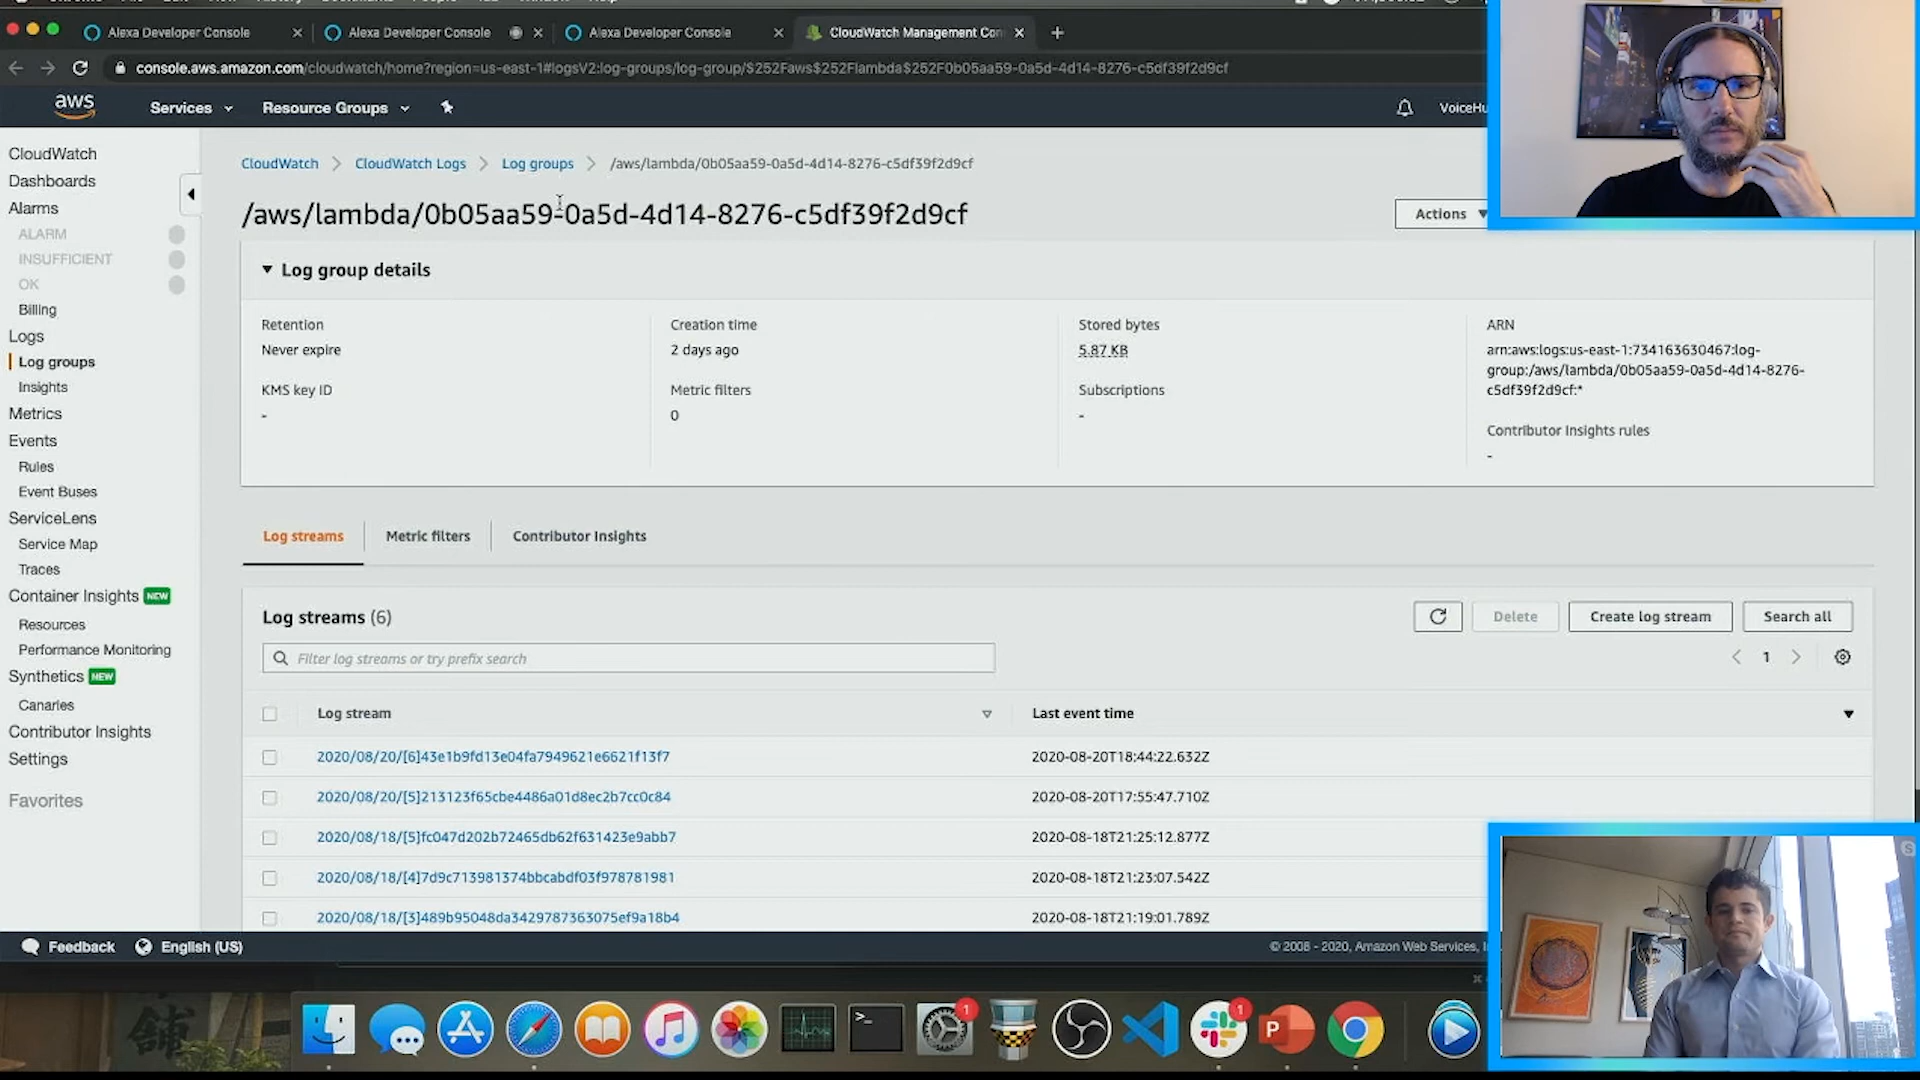 Alexa Developer Console
Alexa Developer Console
Alexa Developer Console
CloudWatch Management Con
console.aws.amazon.com/cloudwatch/home?region=us-east-1#logsV2:log-groups/log-group/$252Faws$252Flambda$252F0b05aa59-0a5d-4d14-8276-c5df39f2d9cf
aws
Services
Resource Groups
VoiceHu
CloudWatch
Dashboards
Alarms
ALARM
INSUFFICIENT
OK
Billing
Logs
Log groups
Insights
Metrics
Events
Rules
Event Buses
ServiceLens
Service Map
Traces
Container Insights NEW
Resources
Performance Monitoring
Synthetics NEW
Canaries
Contributor Insights
Settings
Favorites
CloudWatch
CloudWatch Logs
Log groups
/aws/lambda/0b05aa59-0a5d-4d14-8276-c5df39f2d9cf
/aws/lambda/0b05aa59-0a5d-4d14-8276-c5df39f2d9cf
Actions
Log group details
Retention
Never expire
KMS key ID
-
Creation time
2 days ago
Metric filters
0
Stored bytes
5.87 KB
Subscriptions
-
ARN
arn:aws:logs:us-east-1:734163630467:log-
group:/aws/lambda/0b05aa59-0a5d-4d14-8276-
c5df39f2d9cf:*
Contributor Insights rules
-
Log streams
Metric filters
Contributor Insights
Log streams (6)
Delete
Create log stream
Search all
Filter log streams or try prefix search
1
Log stream
Last event time
2020/08/20/[6]43e1b9fd13e04fa7949621e6621f13f7
2020-08-20T18:44:22.632Z
2020/08/20/[5]213123f65cbe4486a01d8ec2b7cc0c84
2020-08-20T17:55:47.710Z
2020/08/18/[5]fc047d202b72465db62f631423e9abb7
2020-08-18T21:25:12.877Z
2020/08/18/[4]7d9c713981374bbcabdf03f978781981
2020-08-18T21:23:07.542Z
2020/08/18/[3]489b95048da3429787363075ef9a18b4
2020-08-18T21:19:01.789Z
Feedback
English (US)
© 2008 - 2020, Amazon Web Services,
1
1
P
S